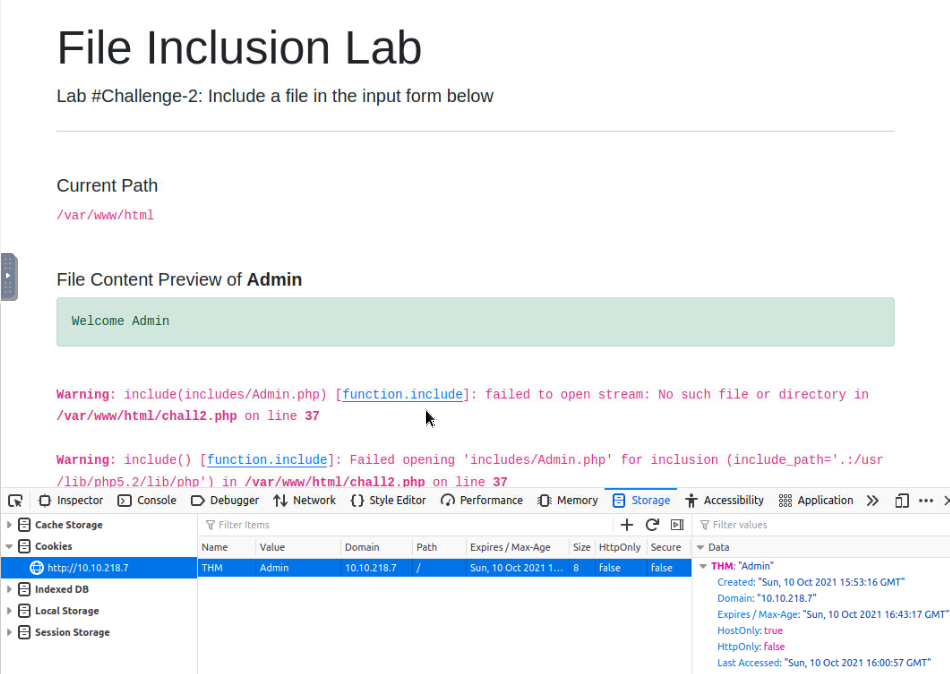 File Inclusion Lab
Lab #Challenge-2: Include a file in the input form below
Current Path
/var/www/html
File Content Preview of Admin
Welcome Admin
Warning: include(includes/Admin.php) [function.include]: failed to open stream: No such file or directory in
/var/www/html/chall2.php on line 37
Warning: include() [function.include]: Failed opening 'includes/Admin.php' for inclusion (include_path='.:/usr
/lib/php5.2/lib/php') in /var/www/html/chall2.php on line 37
Inspector Console Debugger Network Style Editor Performance Memory Storage Accessibility Application
Cache Storage
Cookies
http://10.10.218.7
Indexed DB
Local Storage
Session Storage
Filter Items
Name Value Domain Path Expires / Max-Age Size HttpOnly Secure
THM Admin 10.10.218.7 / Sun, 10 Oct 2021 1... 8 false false
Filter values
Data
THM: "Admin"
Created: "Sun, 10 Oct 2021 15:53:16 GMT"
Domain: "10.10.218.7"
Expires / Max-Age: "Sun, 10 Oct 2021 16:43:17 GMT"
HostOnly: true
HttpOnly: false
Last Accessed: "Sun, 10 Oct 2021 16:00:57 GMT"